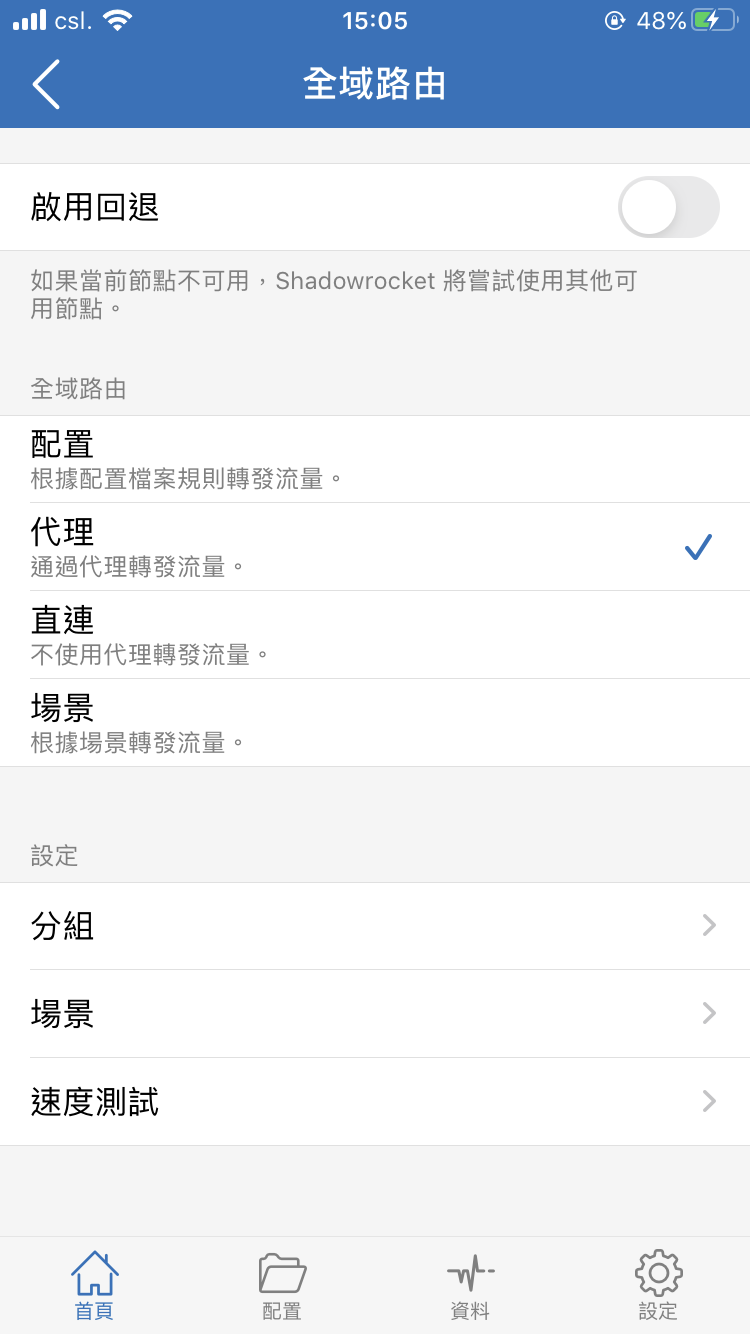 csl.
15:05
48%
全域路由
啟用回退
如果當前節點不可用，Shadowrocket 將嘗試使用其他可
用節點。
全域路由
配置
根據配置檔案規則轉發流量。
代理
通過代理轉發流量。
直連
不使用代理轉發流量。
場景
根據場景轉發流量。
設定
分組
場景
速度測試
首頁
配置
資料
設定